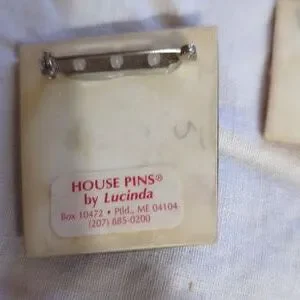 HOUSE PINS®
by Lucinda
Box 10472 • Ptld., ME 04104
(207) 885-0200